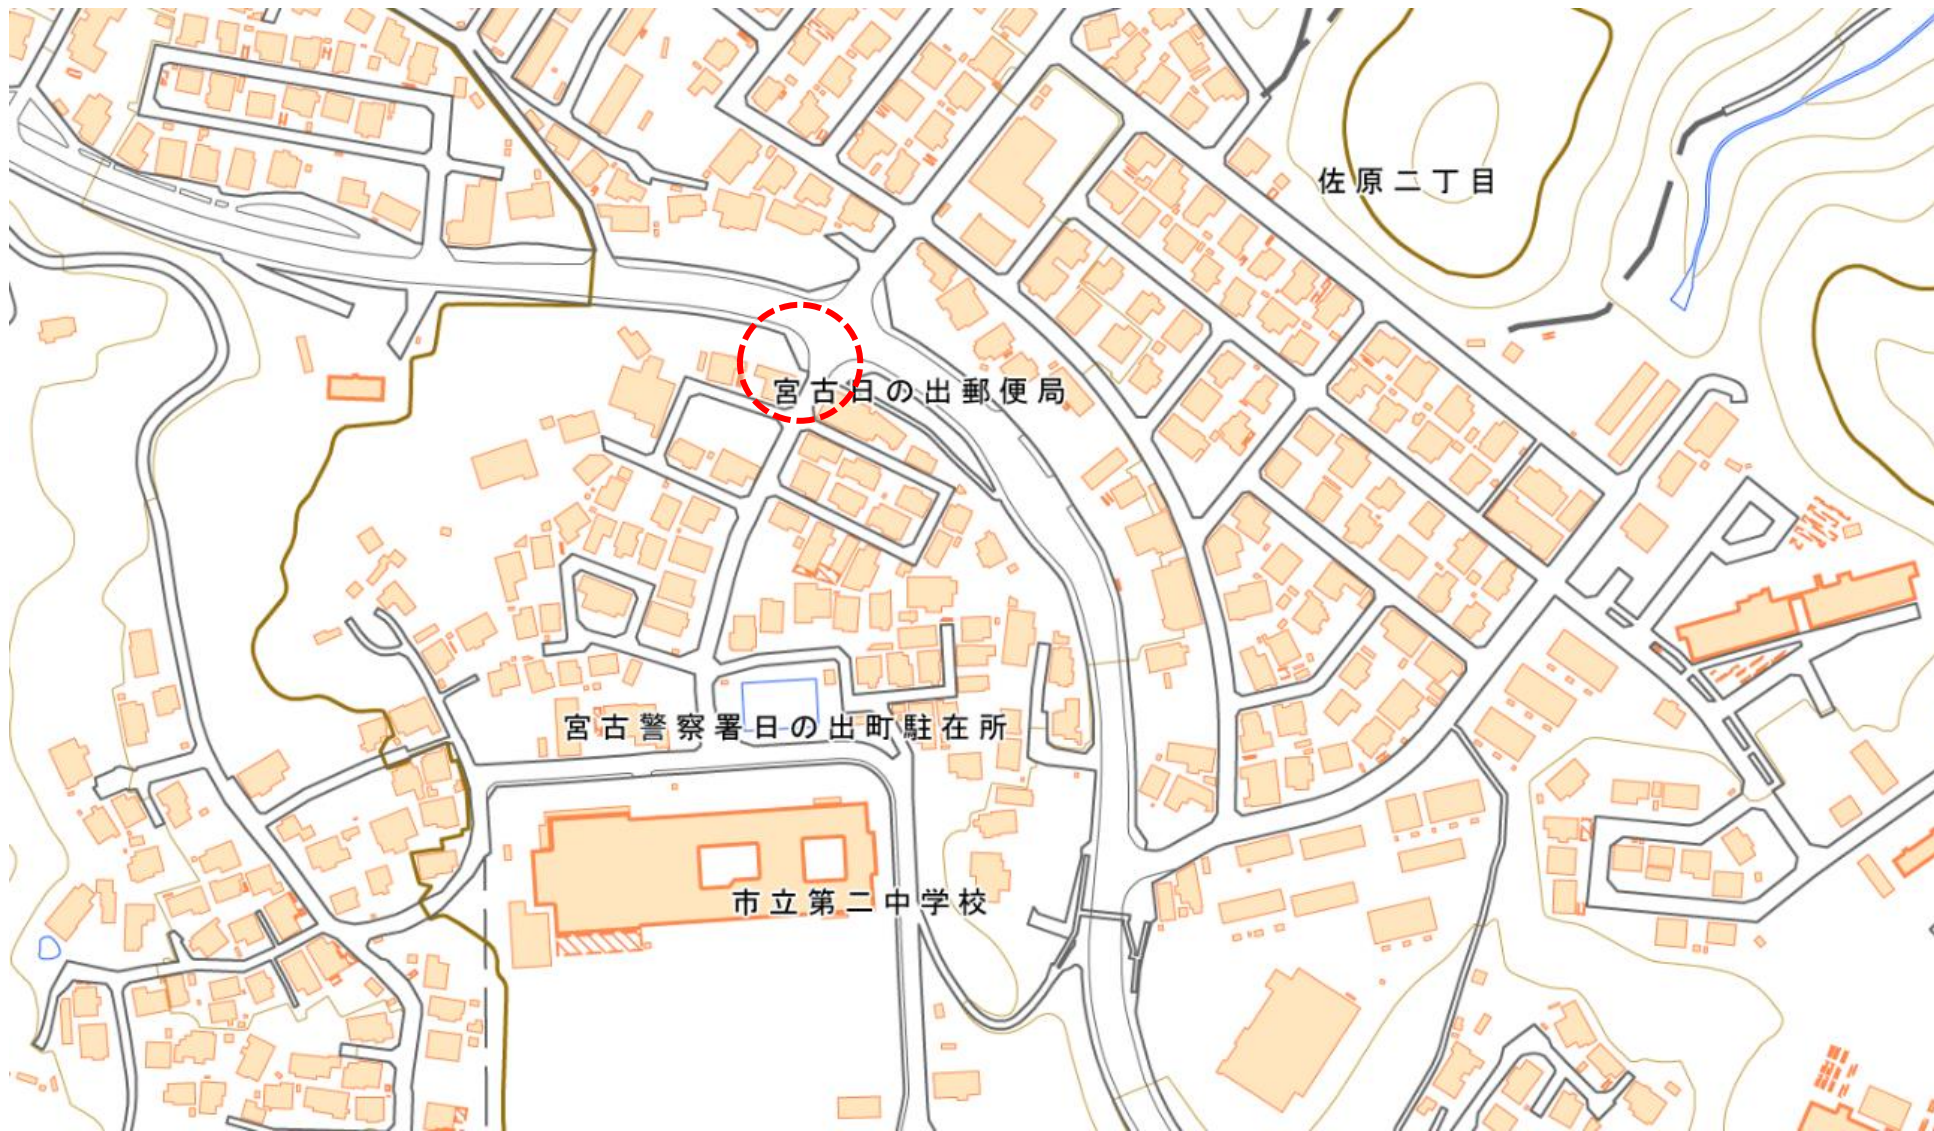 佐原二丁目
宮古日の出郵便局
宮古警察署日の出町駐在所
市立第二中学校